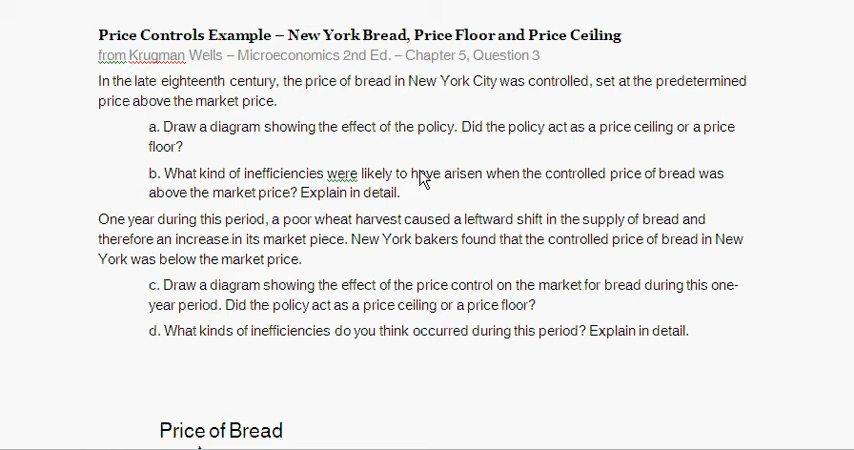 Price Controls Example – New York Bread, Price Floor and Price Ceiling
from Krugman Wells – Microeconomics 2nd Ed. – Chapter 5, Question 3
In the late eighteenth century, the price of bread in New York City was controlled, set at the predetermined
price above the market price.
a. Draw a diagram showing the effect of the policy. Did the policy act as a price ceiling or a price
floor?
b. What kind of inefficiencies were likely to have arisen when the controlled price of bread was
above the market price? Explain in detail.
One year during this period, a poor wheat harvest caused a leftward shift in the supply of bread and
therefore an increase in its market piece. New York bakers found that the controlled price of bread in New
York was below the market price.
c. Draw a diagram showing the effect of the price control on the market for bread during this one-
year period. Did the policy act as a price ceiling or a price floor?
d. What kinds of inefficiencies do you think occurred during this period? Explain in detail.
Price of Bread